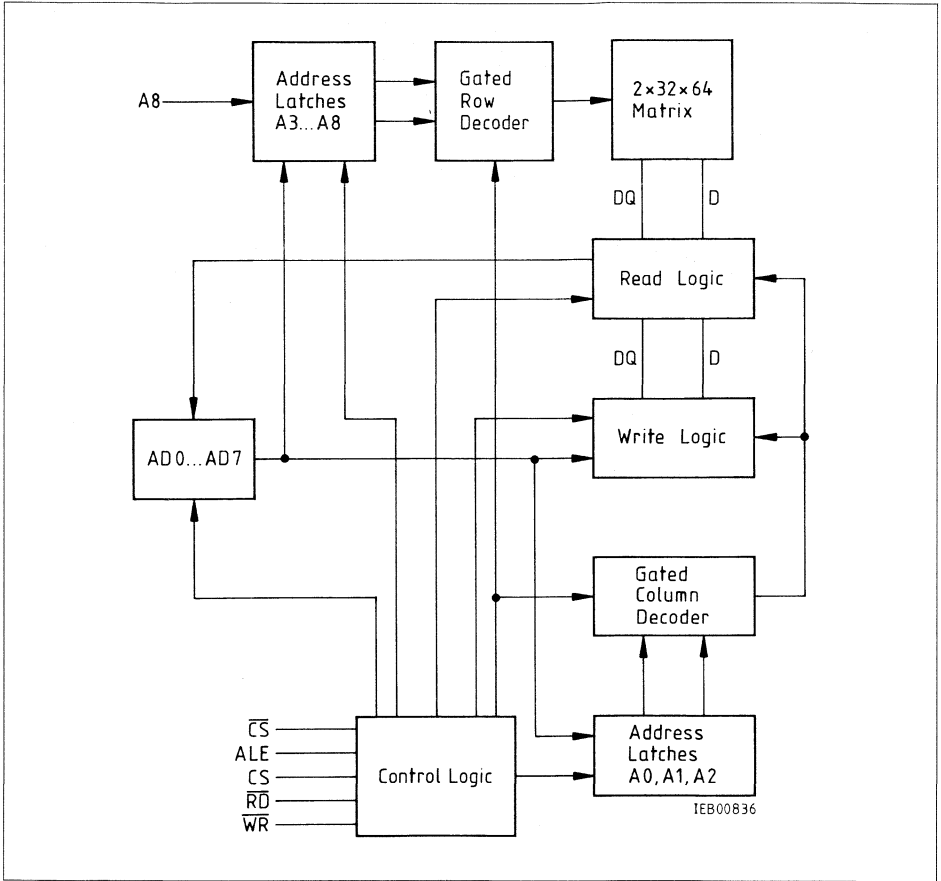 Address
Latches
A3...A8
Gated
Row
Decoder
2×32×64
Matrix
A8
DQ
D
Read Logic
DQ
D
Write Logic
AD0...AD7
Gated
Column
Decoder
C̅S̅
ALE
CS
R̅D̅
W̅R̅
Control Logic
Address
Latches
A0, A1, A2
IEB00836